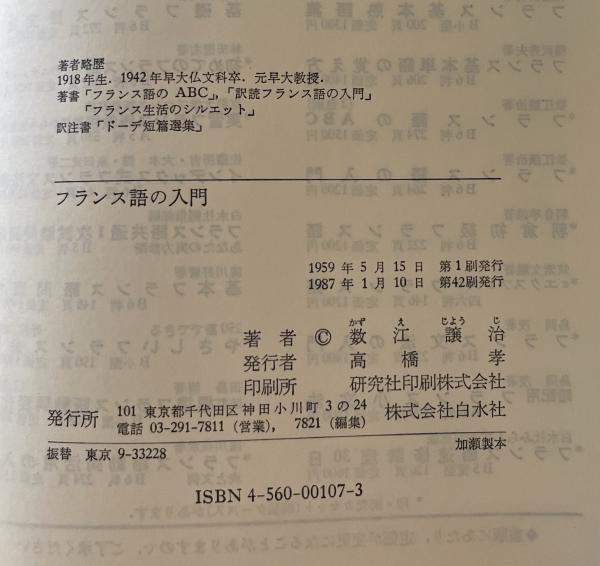 著者略歴
1918年生．1942年早大仏文科卒．元早大教授．
著書「フランス語の ABC」，「訳読フランス語の入門」
「フランス生活のシルエット」
訳注書「ドーデ短篇選集」
フランス語の入門
1959 年 5 月 15 日 第1刷発行
1987 年 1 月 10 日 第42刷発行
かず え じよう じ
著者 © 数江譲治
発行者 高橋孝
印刷所 研究社印刷株式会社
発行所 101 東京都千代田区神田小川町 3 の 24 株式会社白水社
電話 03-291-7811 (営業)， 7821 (編集)
振替 東京 9-33228 加瀬製本
ISBN 4-560-00107-3